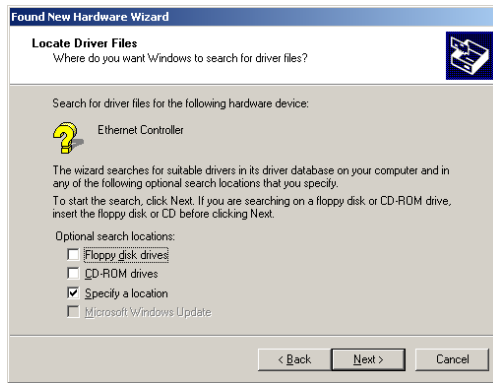 Found New Hardware Wizard
Locate Driver Files
Where do you want Windows to search for driver files?
Search for driver files for the following hardware device:
Ethernet Controller
The wizard searches for suitable drivers in its driver database on your computer and in
any of the following optional search locations that you specify.
To start the search, click Next. If you are searching on a floppy disk or CD-ROM drive,
insert the floppy disk or CD before clicking Next.
Optional search locations:
Floppy disk drives
CD-ROM drives
Specify a location
Microsoft Windows Update
< Back Next > Cancel